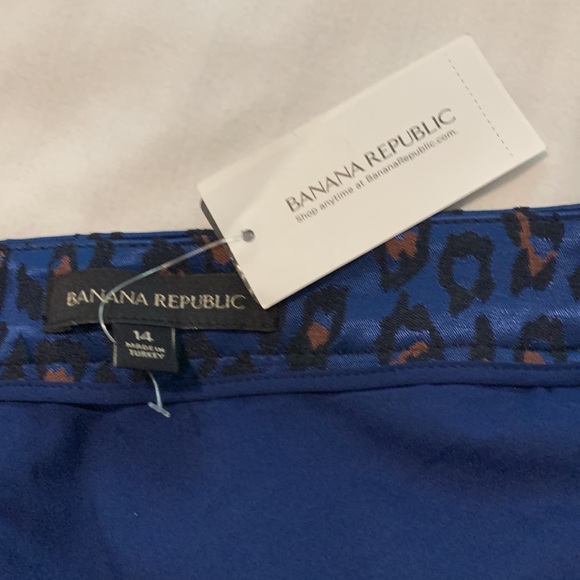 BANANA REPUBLIC
Shop anytime at BananaRepublic.com.
BANANA REPUBLIC
14
MADE IN
TURKEY